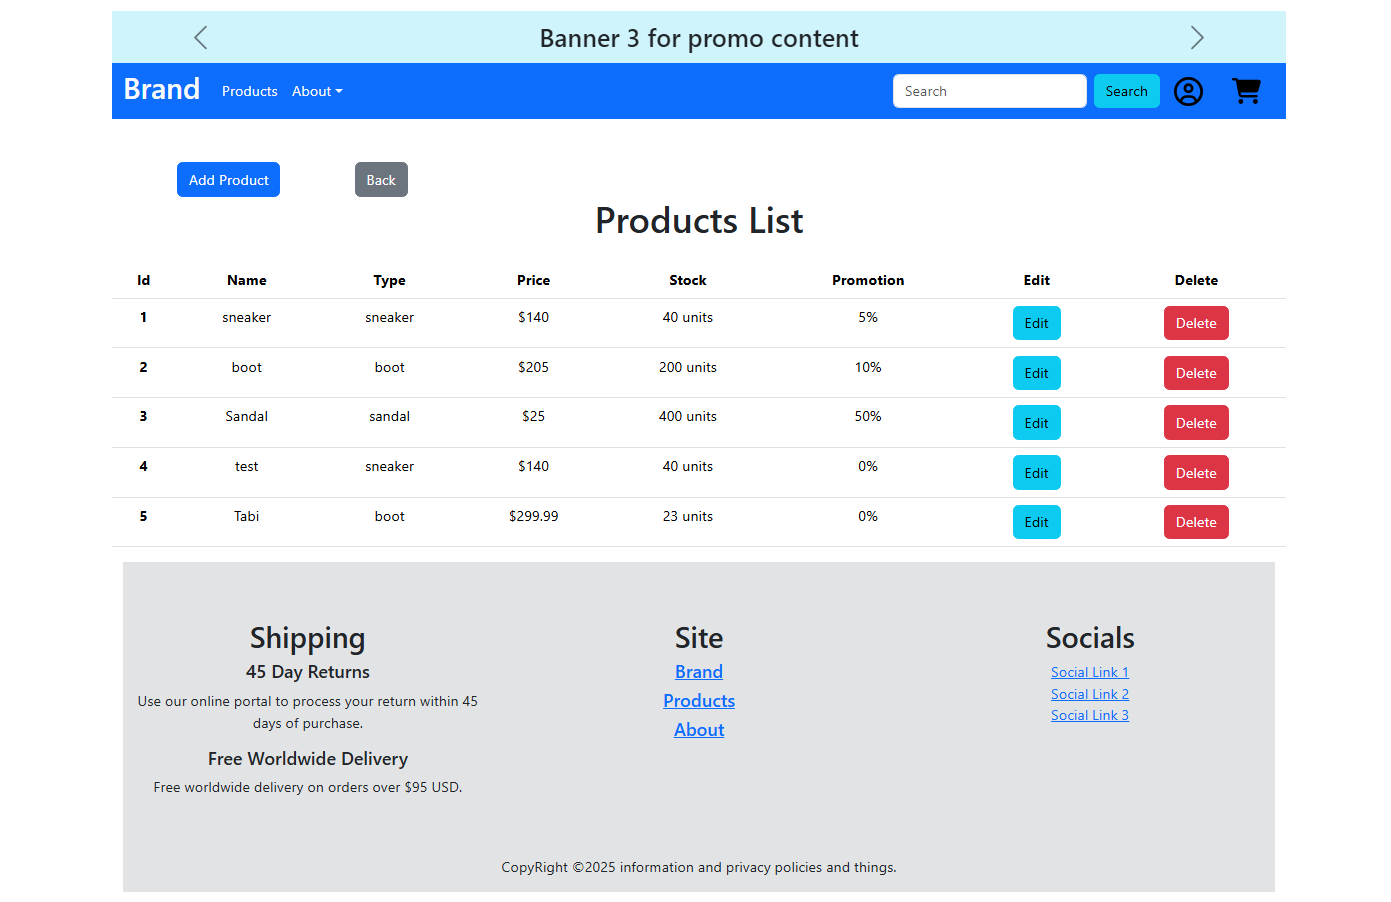 Banner 3 for promo content
Brand Products About Search Search
Add Product Back
Products List
Id Name Type Price Stock Promotion Edit Delete
1 sneaker sneaker $140 40 units 5% Edit Delete
2 boot boot $205 200 units 10% Edit Delete
3 Sandal sandal $25 400 units 50% Edit Delete
4 test sneaker $140 40 units 0% Edit Delete
5 Tabi boot $299.99 23 units 0% Edit Delete
Shipping
45 Day Returns
Use our online portal to process your return within 45
days of purchase.
Free Worldwide Delivery
Free worldwide delivery on orders over $95 USD.
Site
Brand
Products
About
Socials
Social Link 1
Social Link 2
Social Link 3
CopyRight ©2025 information and privacy policies and things.